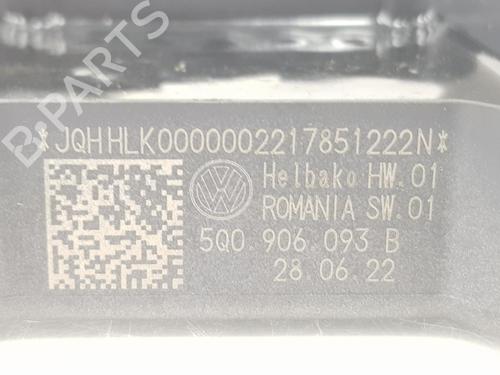 B-PARTS
*JQHHLK0000002217851222N*
Helbako HW.01
ROMANIA SW.01
5Q0 906 093 B
28 06 22